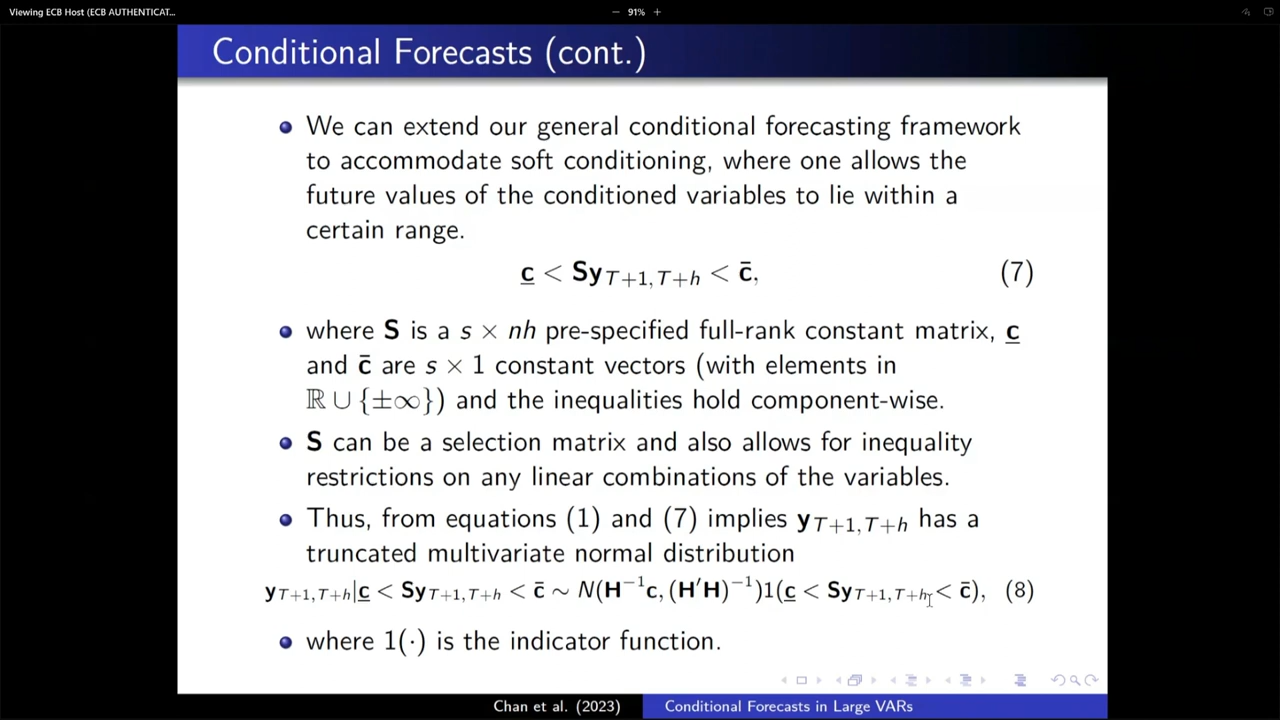 Viewing ECB Host (ECB AUTHENTICAT...
− 91% +
Conditional Forecasts (cont.)
We can extend our general conditional forecasting framework
to accommodate soft conditioning, where one allows the
future values of the conditioned variables to lie within a
certain range.
c̲ < Sy_{T+1,T+h} < c̄, (7)
where S is a s × nh pre-specified full-rank constant matrix, c̲
and c̄ are s × 1 constant vectors (with elements in
ℝ ∪ {±∞}) and the inequalities hold component-wise.
S can be a selection matrix and also allows for inequality
restrictions on any linear combinations of the variables.
Thus, from equations (1) and (7) implies y_{T+1,T+h} has a
truncated multivariate normal distribution
y_{T+1,T+h}|c̲ < Sy_{T+1,T+h} < c̄ ∼ N(H⁻¹c, (H′H)⁻¹)1(c̲ < Sy_{T+1,T+h} < c̄), (8)
where 1(·) is the indicator function.
Chan et al. (2023) Conditional Forecasts in Large VARs